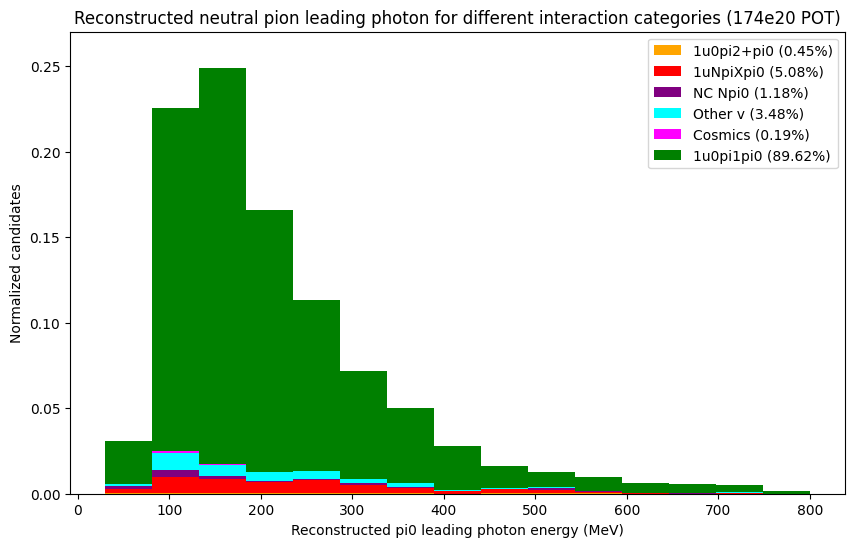 Reconstructed neutral pion leading photon for different interaction categories (174e20 POT)
1u0pi2+pi0 (0.45%)
1uNpiXpi0 (5.08%)
NC Npi0 (1.18%)
Other v (3.48%)
Cosmics (0.19%)
1u0pi1pi0 (89.62%)
Normalized candidates
0.25
0.20
0.15
0.10
0.05
0.00
0 100 200 300 400 500 600 700 800
Reconstructed pi0 leading photon energy (MeV)